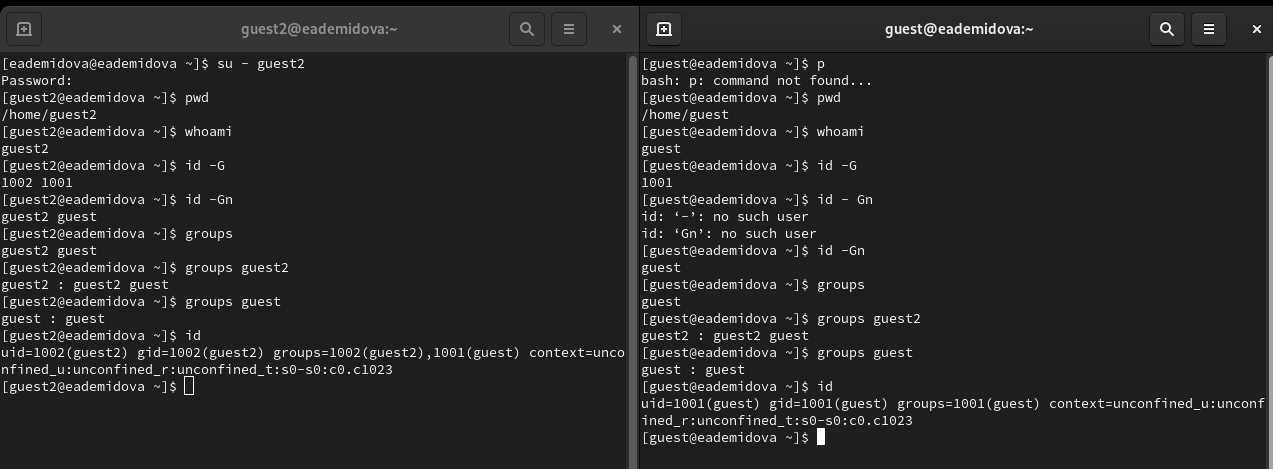 guest2@eademidova:~
[eademidova@eademidova ~]$ su - guest2
Password:
[guest2@eademidova ~]$ pwd
/home/guest2
[guest2@eademidova ~]$ whoami
guest2
[guest2@eademidova ~]$ id -G
1002 1001
[guest2@eademidova ~]$ id -Gn
guest2 guest
[guest2@eademidova ~]$ groups
guest2 guest
[guest2@eademidova ~]$ groups guest2
guest2 : guest2 guest
[guest2@eademidova ~]$ groups guest
guest : guest
[guest2@eademidova ~]$ id
uid=1002(guest2) gid=1002(guest2) groups=1002(guest2),1001(guest) context=unco
nfined_u:unconfined_r:unconfined_t:s0-s0:c0.c1023
[guest2@eademidova ~]$
guest@eademidova:~
[guest@eademidova ~]$ p
bash: p: command not found...
[guest@eademidova ~]$ pwd
/home/guest
[guest@eademidova ~]$ whoami
guest
[guest@eademidova ~]$ id -G
1001
[guest@eademidova ~]$ id - Gn
id: ‘-’: no such user
id: ‘Gn’: no such user
[guest@eademidova ~]$ id -Gn
guest
[guest@eademidova ~]$ groups
guest
[guest@eademidova ~]$ groups guest2
guest2 : guest2 guest
[guest@eademidova ~]$ groups guest
guest : guest
[guest@eademidova ~]$ id
uid=1001(guest) gid=1001(guest) groups=1001(guest) context=unconfined_u:unconf
ined_r:unconfined_t:s0-s0:c0.c1023
[guest@eademidova ~]$